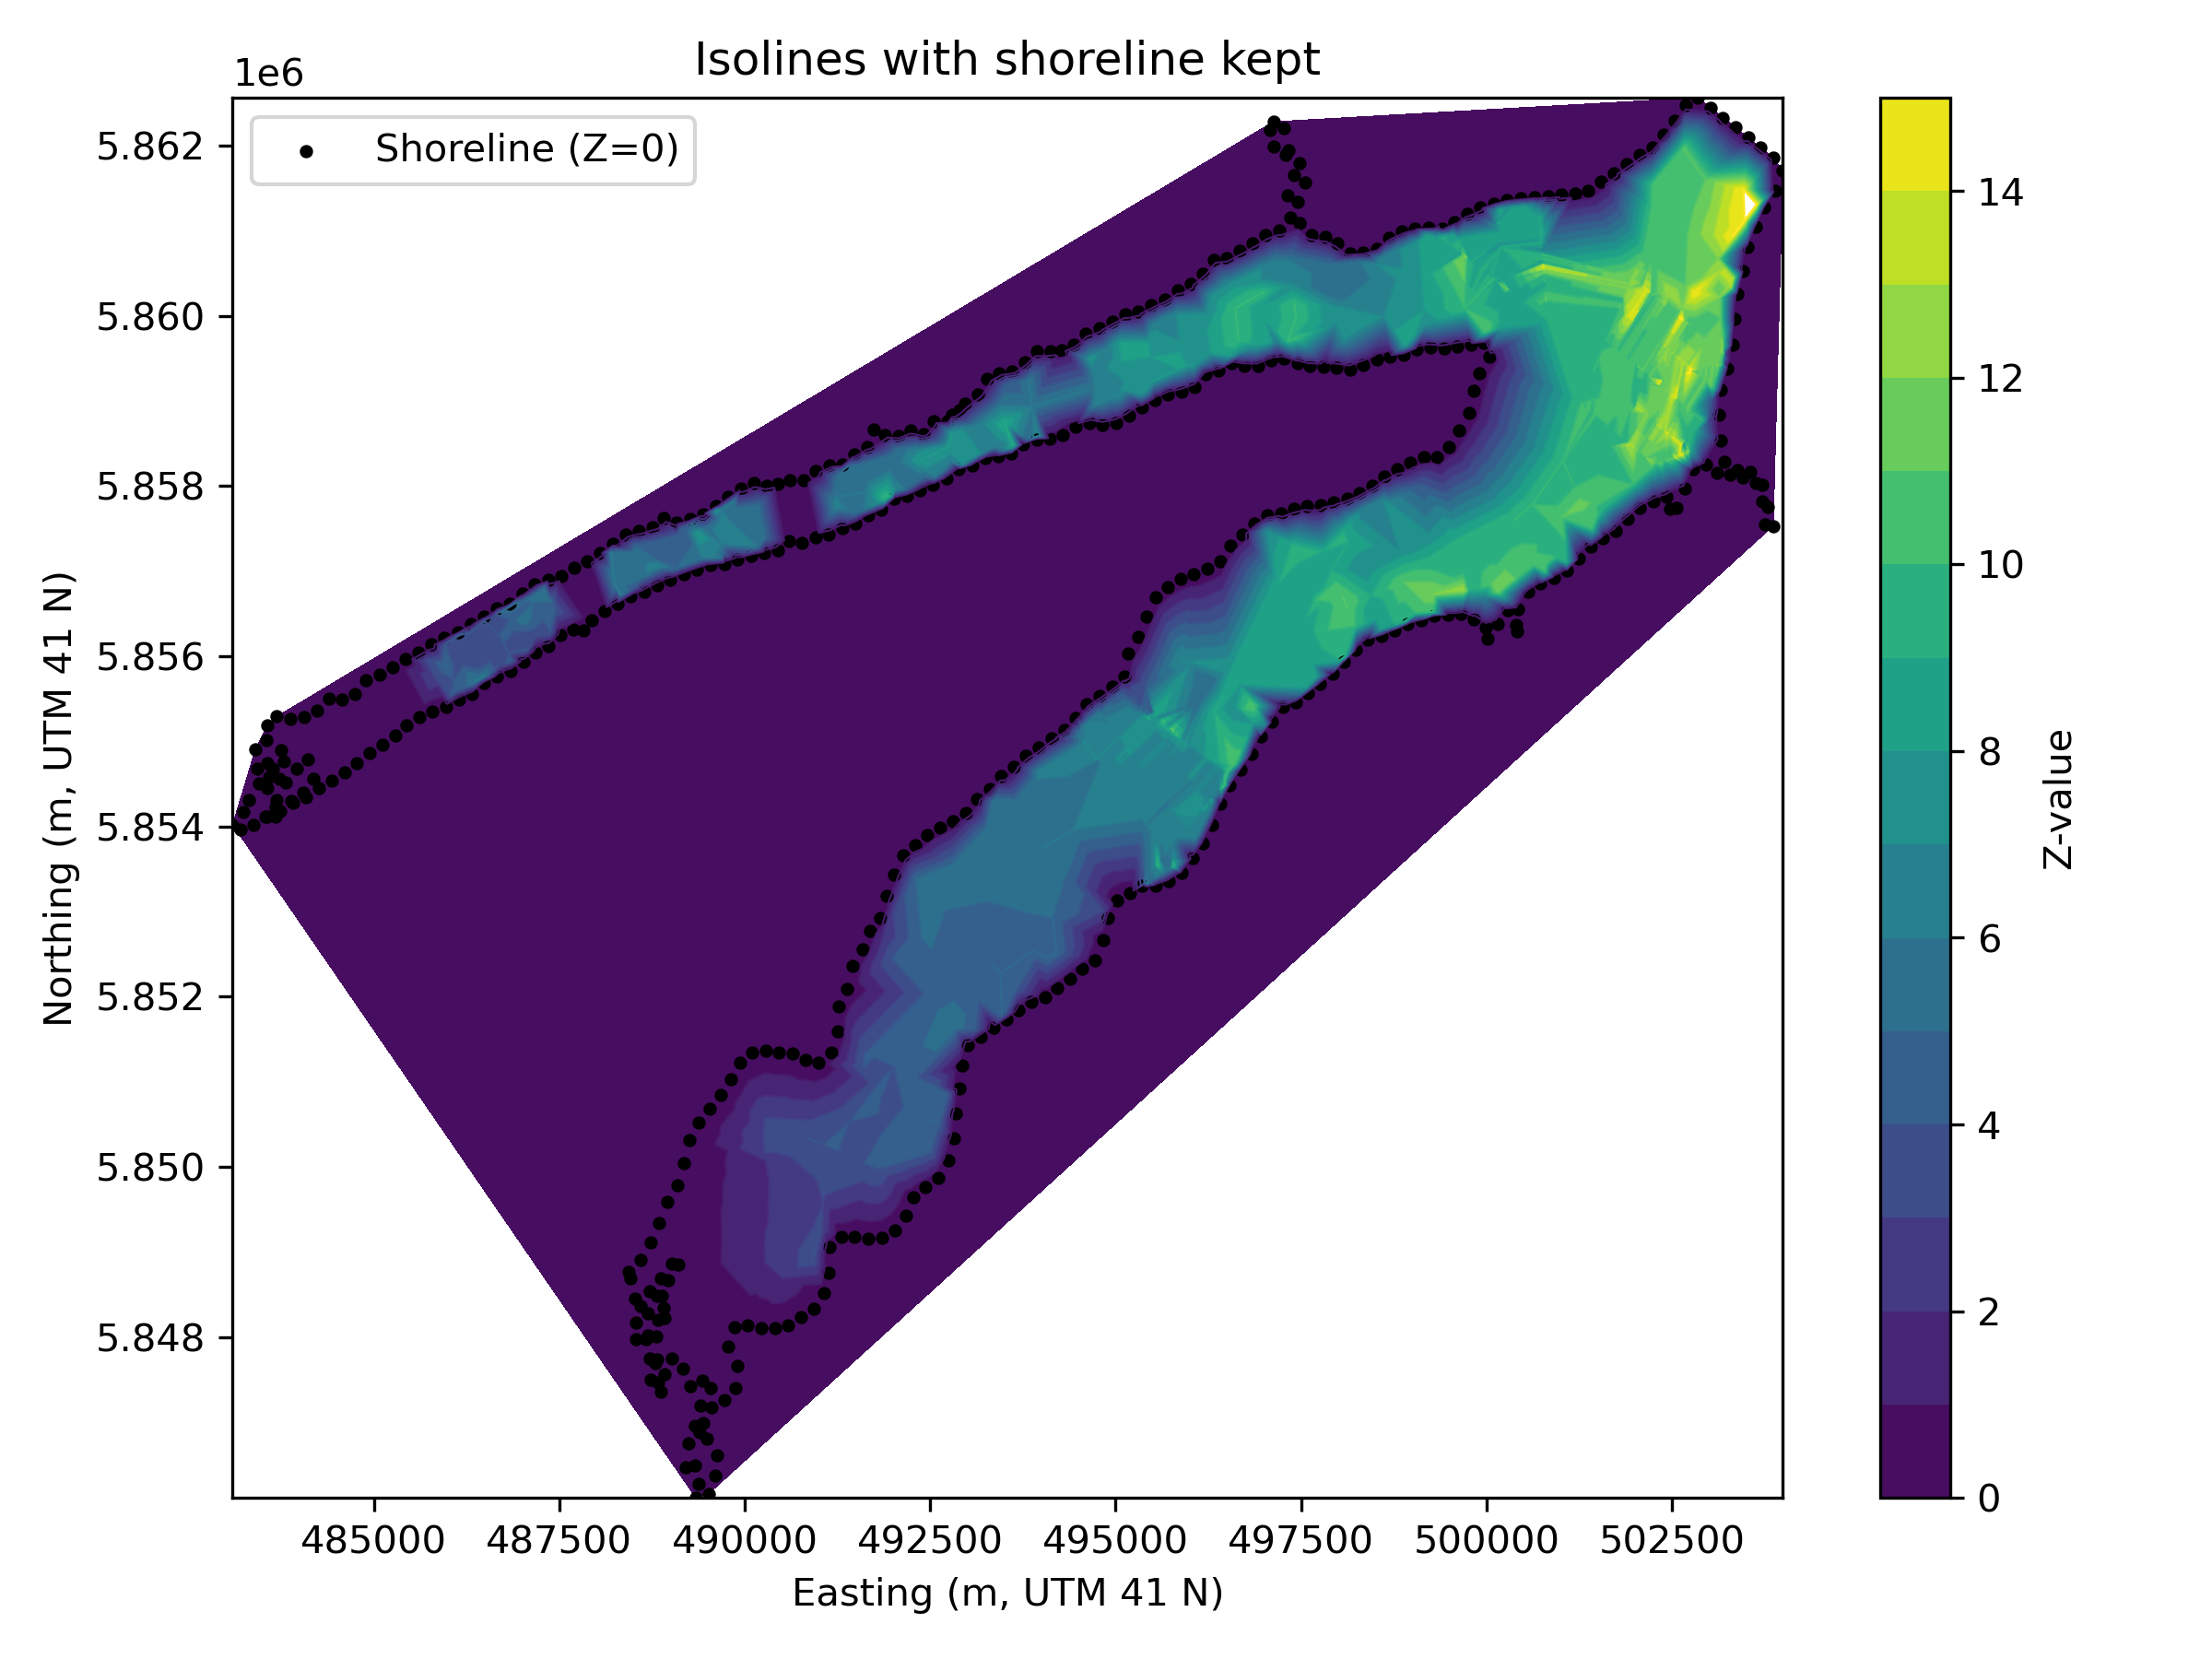 Isolines with shoreline kept
1e6
Shoreline (Z=0)
5.862
5.860
5.858
5.856
5.854
5.852
5.850
5.848
Northing (m, UTM 41 N)
485000 487500 490000 492500 495000 497500 500000 502500
Easting (m, UTM 41 N)
14
12
10
8
6
4
2
0
Z-value